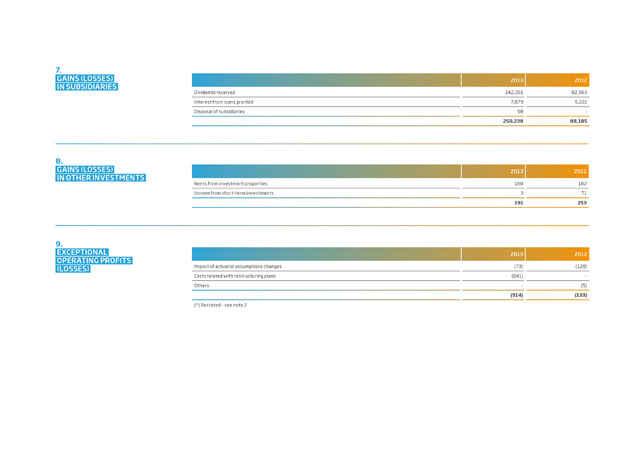 7.
GAINS (LOSSES)
IN SUBSIDIARIES
2013 2012
Dividends received 242,261 82,963
Interest from loans granted 7,879 5,222
Disposal of subsidiaries 98 -
250,238 88,185
8.
GAINS (LOSSES)
IN OTHER INVESTMENTS
2013 2012
Rents from investment properties 188 182
Income from short-term investments 3 71
191 253
9.
EXCEPTIONAL
OPERATING PROFITS
(LOSSES)
2013 2012
Impact of actuarial assumptions changes (73) (128)
Costs related with restructuring plans (841) -
Others - (5)
(914) (133)
(*) Restated - see note 2